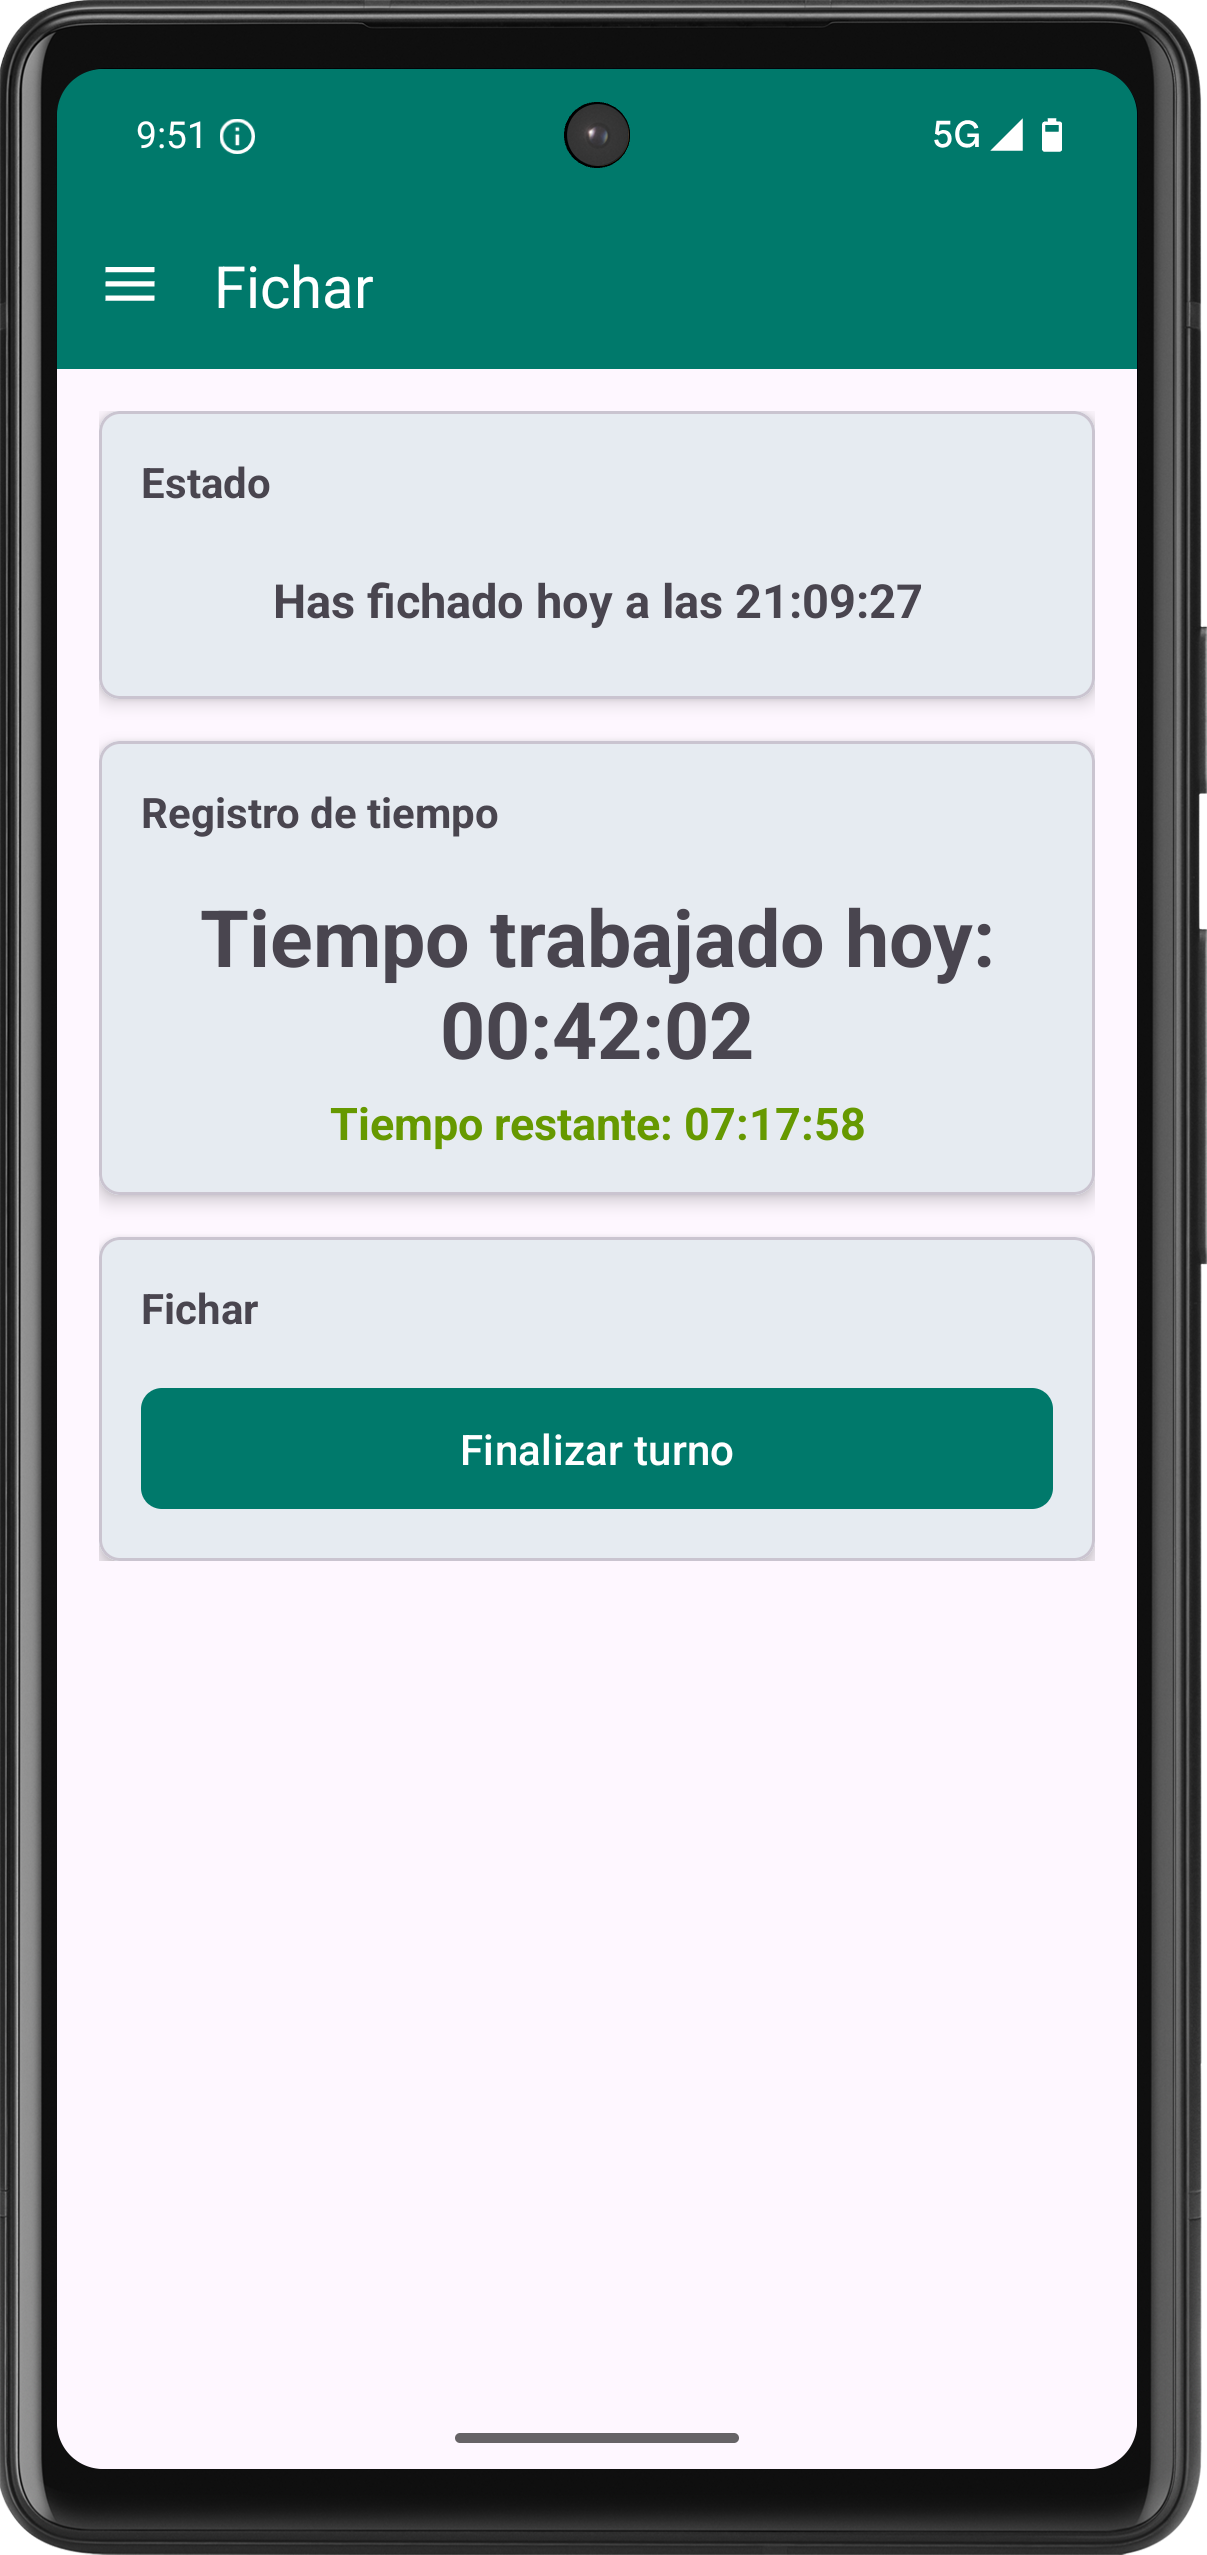 9:51
5G
Fichar
Estado
Has fichado hoy a las 21:09:27
Registro de tiempo
Tiempo trabajado hoy:
00:42:02
Tiempo restante: 07:17:58
Fichar
Finalizar turno